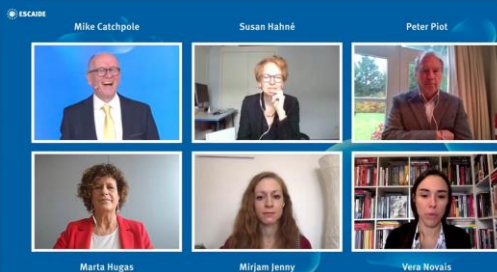 ESCAIDE
Mike Catchpole
Susan Hahné
Peter Piot
Marta Hugas
Mirjam Jenny
Vera Novais